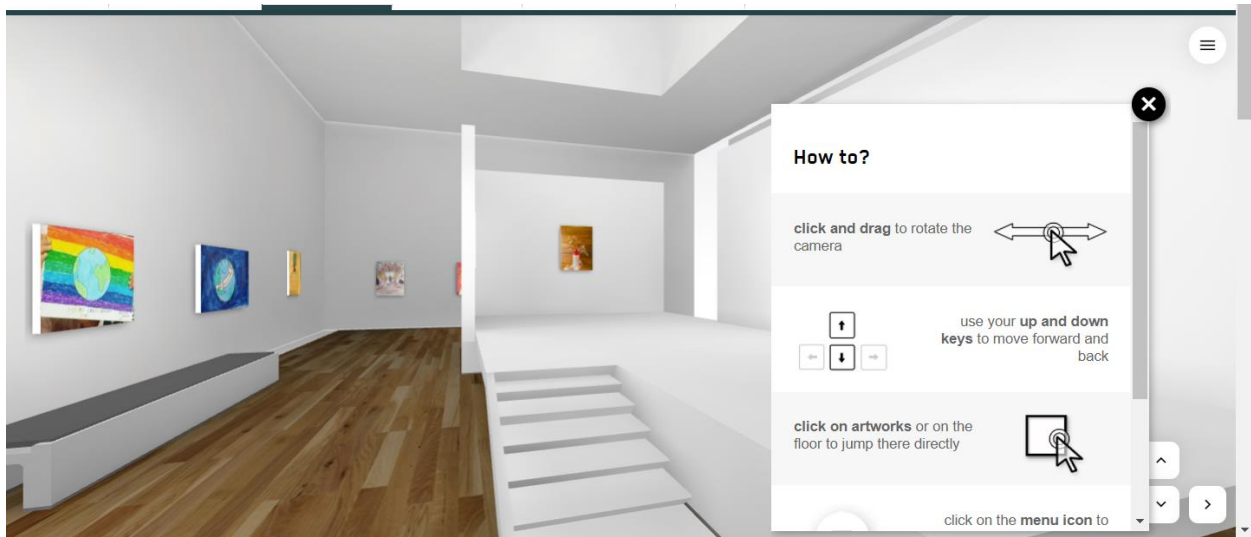 How to?
click and drag to rotate the
camera
use your up and down
keys to move forward and
back
click on artworks or on the
floor to jump there directly
click on the menu icon to